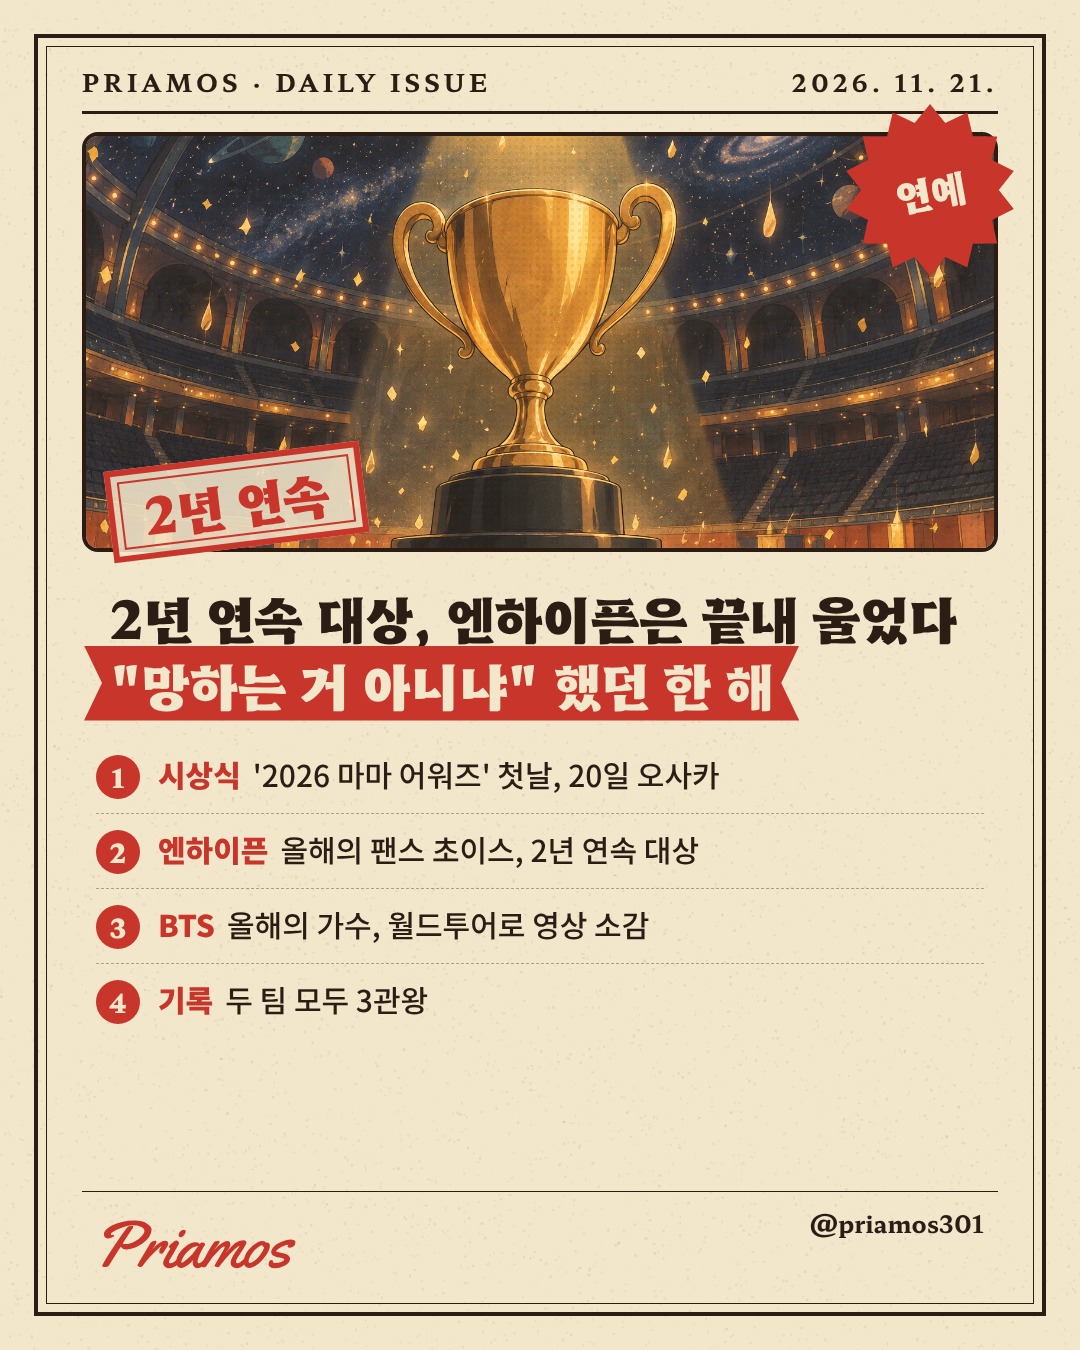 PRIAMOS · DAILY ISSUE
2026. 11. 21.
연예
2년 연속
2년 연속 대상, 엔하이픈은 끝내 울었다
"망하는 거 아니냐" 했던 한 해
1 시상식 '2026 마마 어워즈' 첫날, 20일 오사카
2 엔하이픈 올해의 팬스 초이스, 2년 연속 대상
3 BTS 올해의 가수, 월드투어로 영상 소감
4 기록 두 팀 모두 3관왕
Priamos
@priamos301